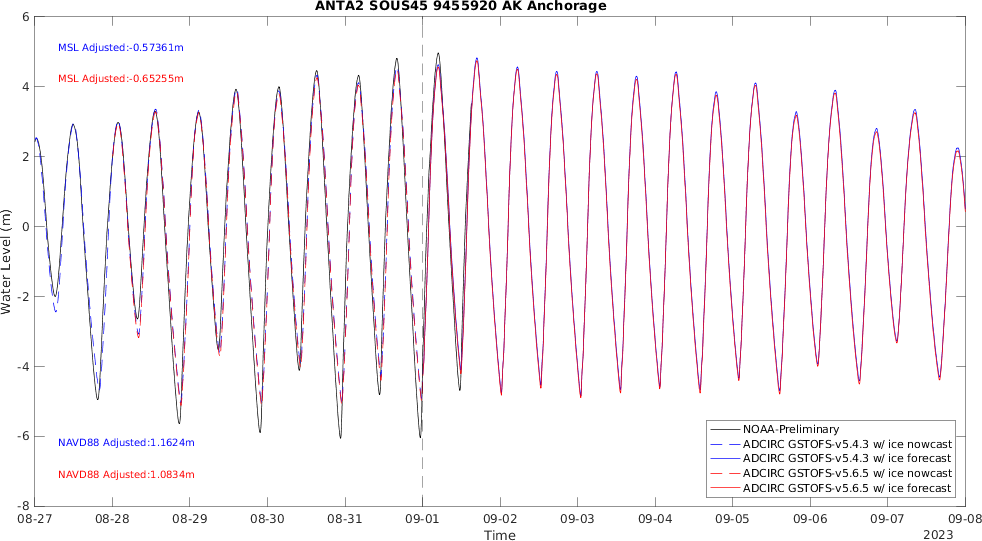 ANTA2 SOUS45 9455920 AK Anchorage
MSL Adjusted:-0.57361m
MSL Adjusted:-0.65255m
NAVD88 Adjusted:1.1624m
NAVD88 Adjusted:1.0834m
Water Level (m)
6
4
2
0
-2
-4
-6
-8
NOAA-Preliminary
ADCIRC GSTOFS-v5.4.3 w/ ice nowcast
ADCIRC GSTOFS-v5.4.3 w/ ice forecast
ADCIRC GSTOFS-v5.6.5 w/ ice nowcast
ADCIRC GSTOFS-v5.6.5 w/ ice forecast
08-27 08-28 08-29 08-30 08-31 09-01 09-02 09-03 09-04 09-05 09-06 09-07 09-08
Time
2023